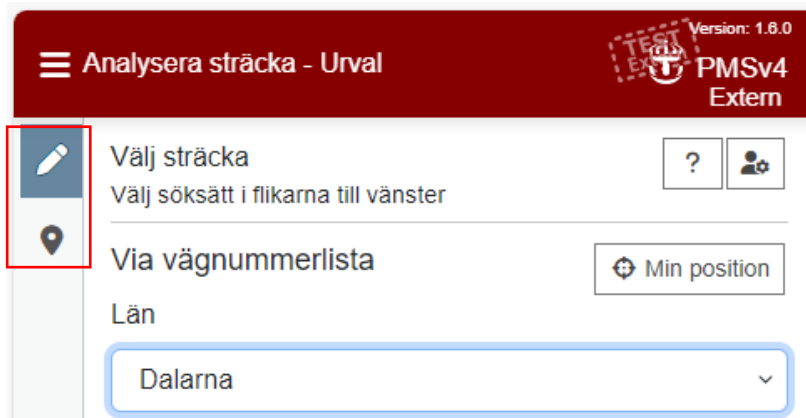 Version: 1.6.0
Analysera sträcka - Urval
TEST
PMSv4
Extern
Välj sträcka
?
Välj söksätt i flikarna till vänster
Via vägnummerlista
Min position
Län
Dalarna